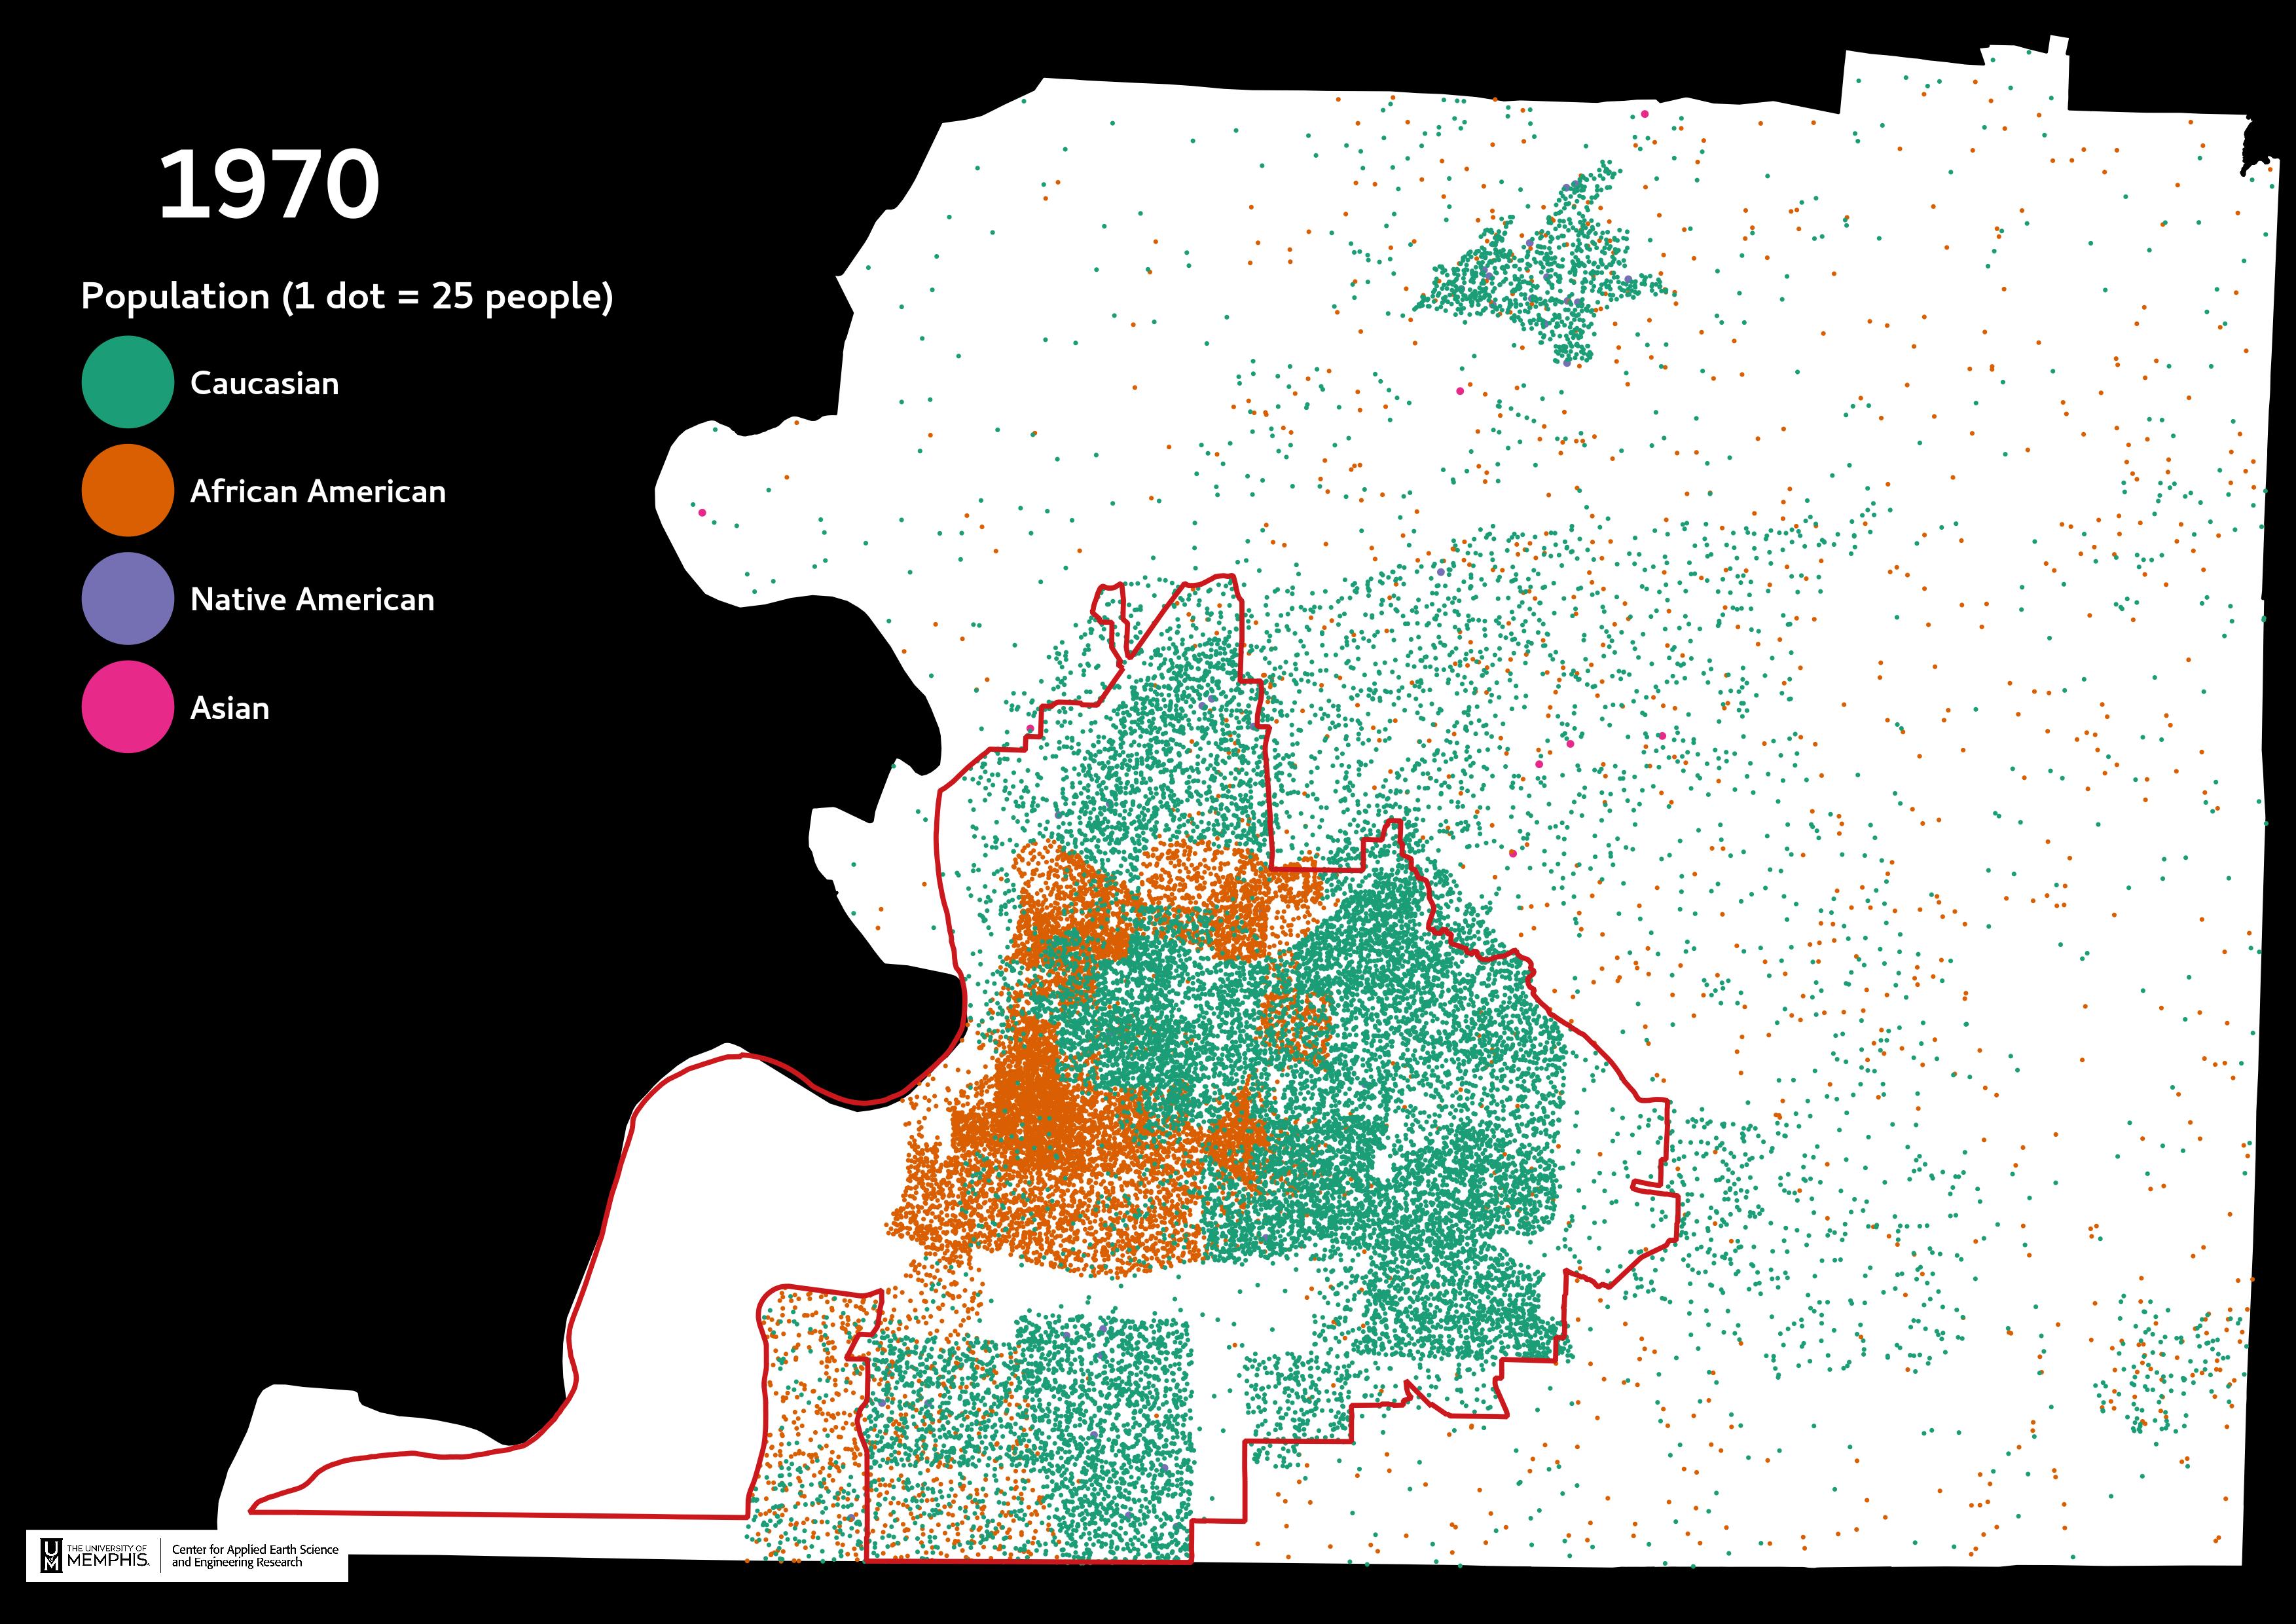 1970
Population (1 dot = 25 people)
Caucasian
African American
Native American
Asian
UM
THE UNIVERSITY OF
MEMPHIS.
Center for Applied Earth Science
and Engineering Research